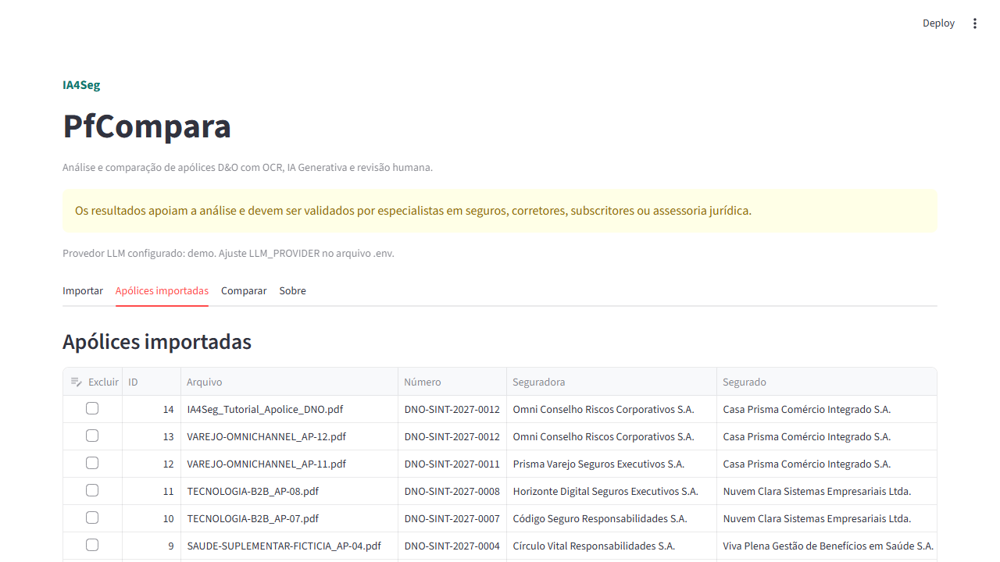 Deploy
IA4Seg
PfCompara
Análise e comparação de apólices D&O com OCR, IA Generativa e revisão humana.
Os resultados apoiam a análise e devem ser validados por especialistas em seguros, corretores, subscritores ou assessoria jurídica.
Provedor LLM configurado: demo. Ajuste LLM_PROVIDER no arquivo .env.
Importar Apólices importadas Comparar Sobre
Apólices importadas
Excluir ID Arquivo Número Seguradora Segurado
14 IA4Seg_Tutorial_Apolice_DNO.pdf DNO-SINT-2027-0012 Omni Conselho Riscos Corporativos S.A. Casa Prisma Comércio Integrado S.A.
13 VAREJO-OMNICHANNEL_AP-12.pdf DNO-SINT-2027-0012 Omni Conselho Riscos Corporativos S.A. Casa Prisma Comércio Integrado S.A.
12 VAREJO-OMNICHANNEL_AP-11.pdf DNO-SINT-2027-0011 Prisma Varejo Seguros Executivos S.A. Casa Prisma Comércio Integrado S.A.
11 TECNOLOGIA-B2B_AP-08.pdf DNO-SINT-2027-0008 Horizonte Digital Seguros Executivos S.A. Nuvem Clara Sistemas Empresariais Ltda.
10 TECNOLOGIA-B2B_AP-07.pdf DNO-SINT-2027-0007 Código Seguro Responsabilidades S.A. Nuvem Clara Sistemas Empresariais Ltda.
9 SAUDE-SUPLEMENTAR-FICTICIA_AP-04.pdf DNO-SINT-2027-0004 Círculo Vital Responsabilidades S.A. Viva Plena Gestão de Benefícios em Saúde S.A.